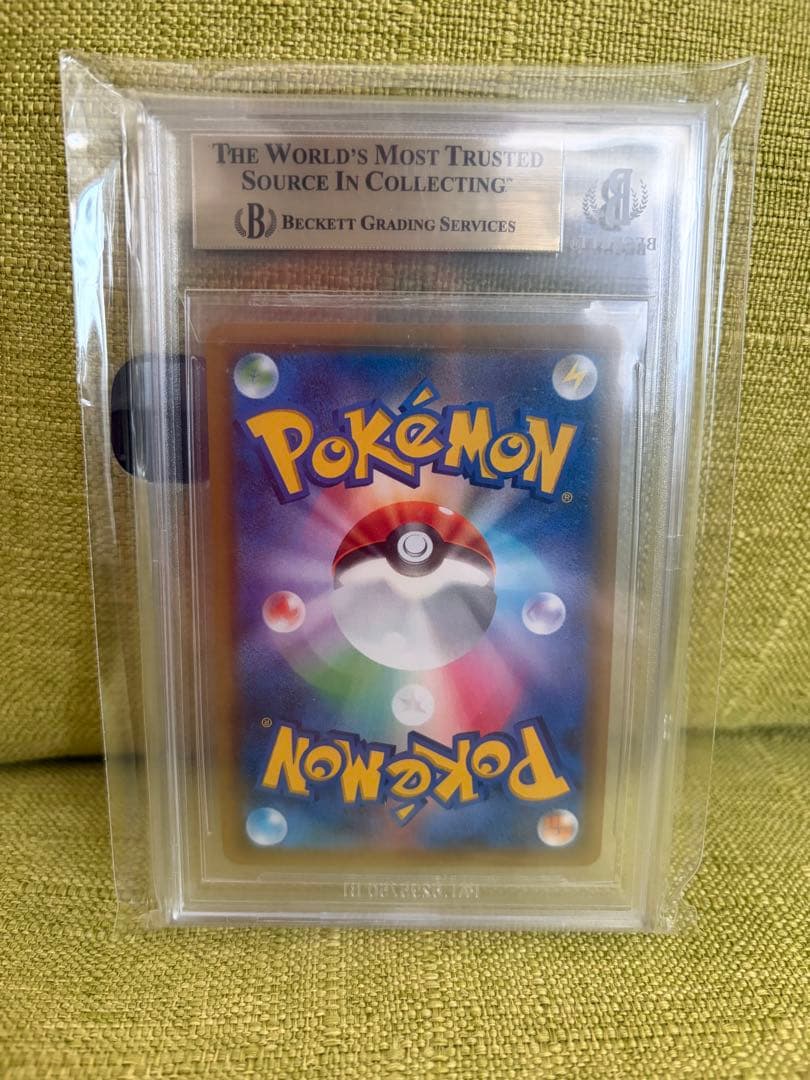 THE WORLD'S MOST TRUSTED
SOURCE IN COLLECTING™
B BECKETT GRADING SERVICES
POKéMON
®
®
POKéMON